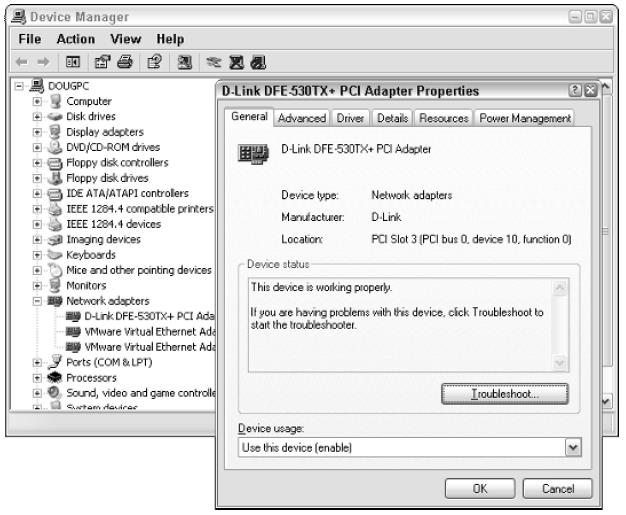 Device Manager
File Action View Help
DOUGPC
Computer
Disk drives
Display adapters
DVD/CD-ROM drives
Floppy disk controllers
Floppy disk drives
IDE ATA/ATAPI controllers
IEEE 1284.4 compatible printers
IEEE 1284.4 devices
Imaging devices
Keyboards
Mice and other pointing devices
Monitors
Network adapters
D-Link DFE-530TX+ PCI Ada
VMware Virtual Ethernet Ada
VMware Virtual Ethernet Ada
Ports (COM & LPT)
Processors
Sound, video and game controlle
System devices
D-Link DFE-530TX+ PCI Adapter Properties
General Advanced Driver Details Resources Power Management
D-Link DFE-530TX+ PCI Adapter
Device type: Network adapters
Manufacturer: D-Link
Location: PCI Slot 3 (PCI bus 0, device 10, function 0)
Device status
This device is working properly.
If you are having problems with this device, click Troubleshoot to
start the troubleshooter.
Troubleshoot...
Device usage:
Use this device (enable)
OK Cancel